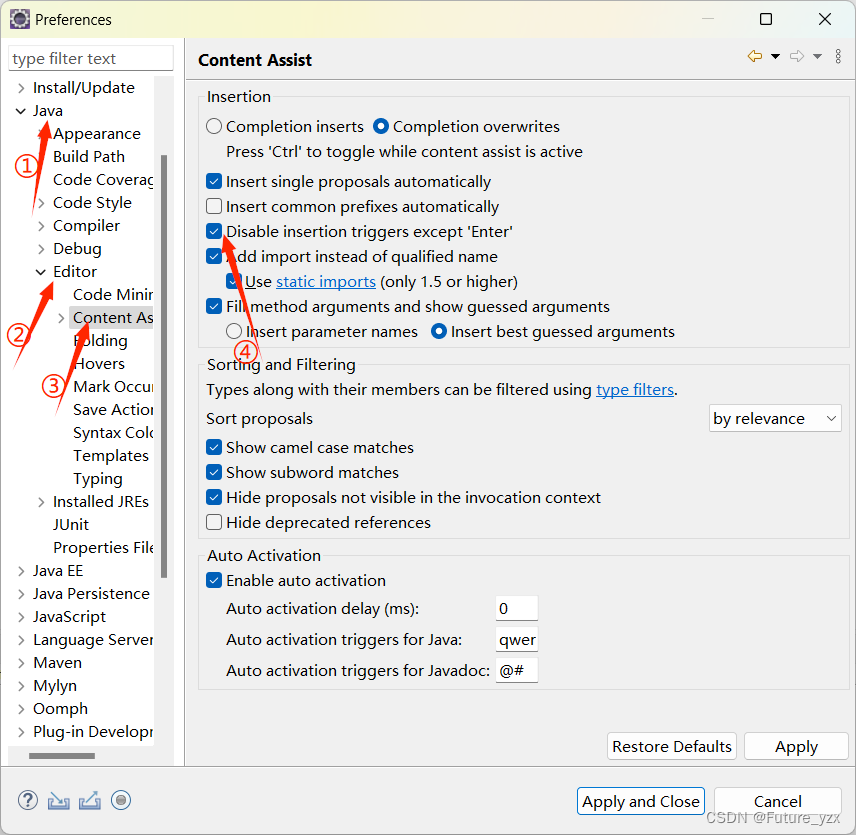 Preferences
type filter text
Install/Update
Java
Appearance
Build Path
Code Coverag
Code Style
Compiler
Debug
Editor
Code Minin
Content As
Folding
Hovers
Mark Occur
Save Action
Syntax Colo
Templates
Typing
Installed JREs
JUnit
Properties File
Java EE
Java Persistence
JavaScript
Language Server
Maven
Mylyn
Oomph
Plug-in Developm
①
②
③
④
Content Assist
Insertion
Completion inserts Completion overwrites
Press 'Ctrl' to toggle while content assist is active
Insert single proposals automatically
Insert common prefixes automatically
Disable insertion triggers except 'Enter'
Add import instead of qualified name
Use static imports (only 1.5 or higher)
Fill method arguments and show guessed arguments
Insert parameter names Insert best guessed arguments
Sorting and Filtering
Types along with their members can be filtered using type filters.
Sort proposals by relevance
Show camel case matches
Show subword matches
Hide proposals not visible in the invocation context
Hide deprecated references
Auto Activation
Enable auto activation
Auto activation delay (ms): 0
Auto activation triggers for Java: qwer
Auto activation triggers for Javadoc: @#
Restore Defaults Apply
Apply and Close Cancel
CSDN @Future_yzx